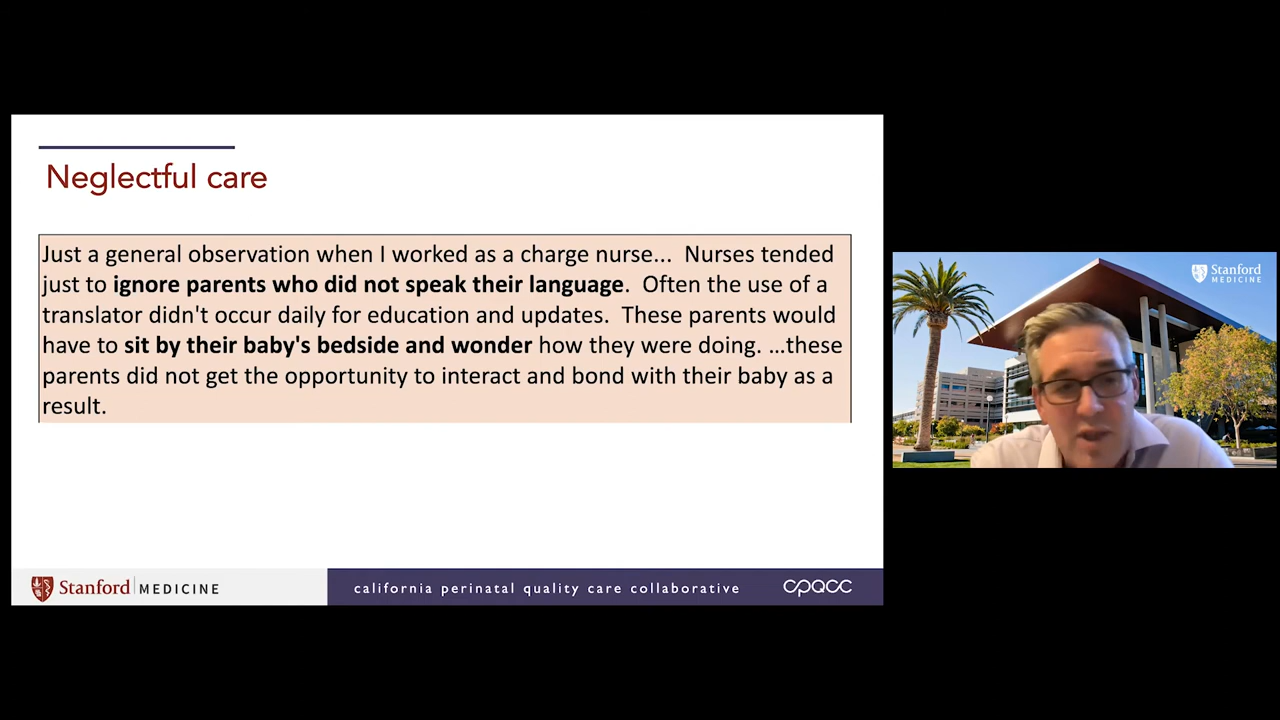 Neglectful care
Just a general observation when I worked as a charge nurse... Nurses tended
just to ignore parents who did not speak their language. Often the use of a
translator didn't occur daily for education and updates. These parents would
have to sit by their baby's bedside and wonder how they were doing. ...these
parents did not get the opportunity to interact and bond with their baby as a
result.
Stanford MEDICINE
california perinatal quality care collaborative
cpqcc
Stanford
MEDICINE